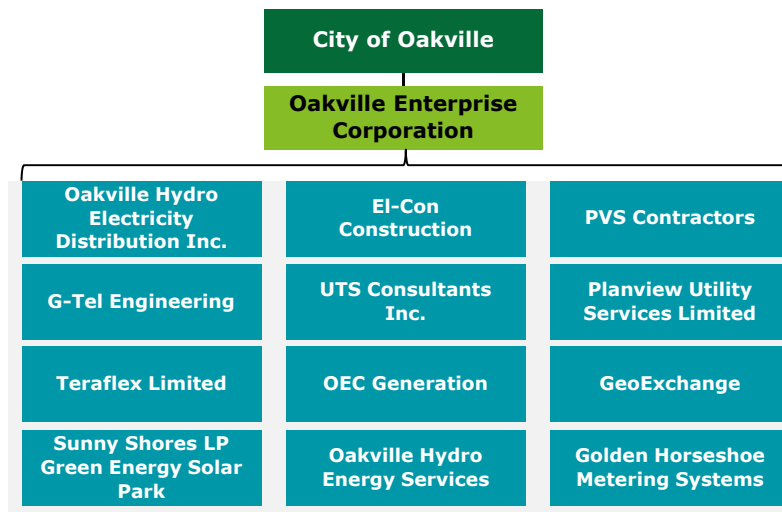 City of Oakville
Oakville Enterprise
Corporation
Oakville Hydro
Electricity
Distribution Inc.
El-Con
Construction
PVS Contractors
G-Tel Engineering
UTS Consultants
Inc.
Planview Utility
Services Limited
Teraflex Limited
OEC Generation
GeoExchange
Sunny Shores LP
Green Energy Solar
Park
Oakville Hydro
Energy Services
Golden Horseshoe
Metering Systems